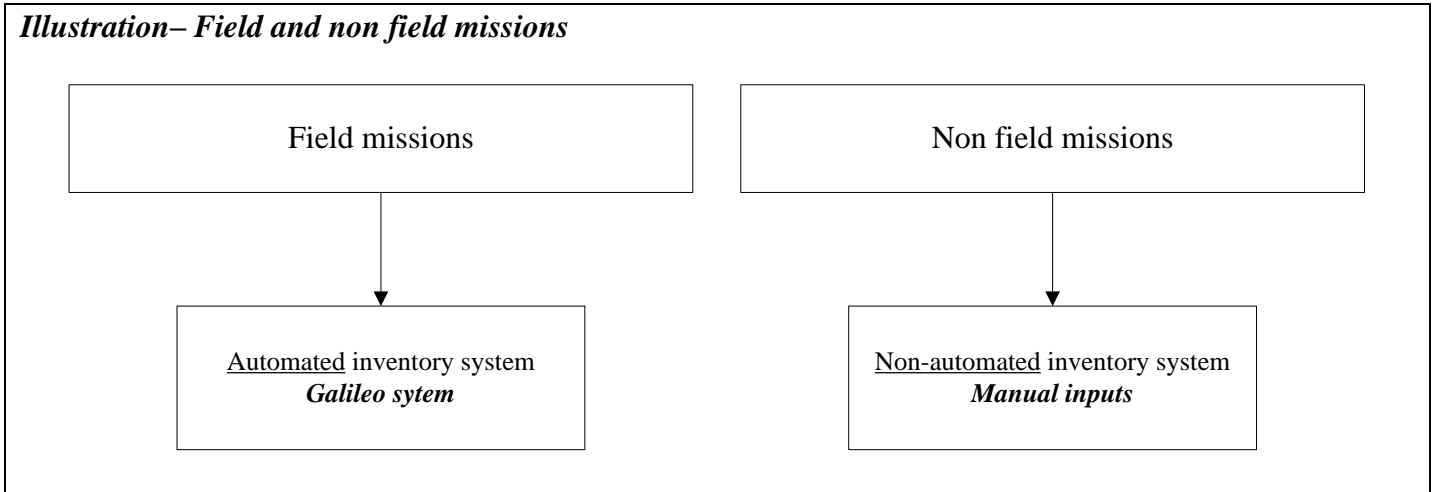 Illustration– Field and non field missions
Field missions
Non field missions
Automated inventory system
Galileo sytem
Non-automated inventory system
Manual inputs